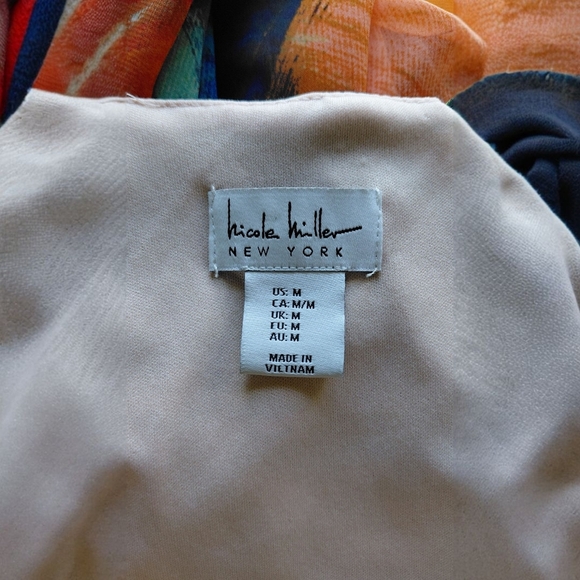 Nicole Miller
NEW YORK
US: M
CA: M/M
UK: M
EU: M
AU: M
MADE IN
VIETNAM